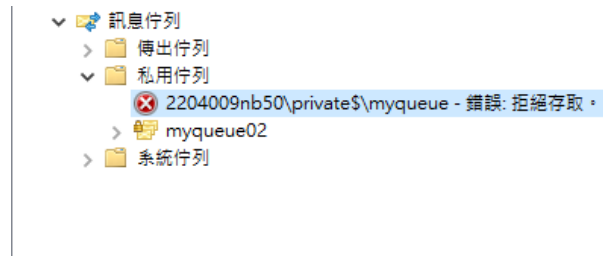 訊息佇列
傳出佇列
私用佇列
2204009nb50\private$\myqueue - 錯誤: 拒絕存取。
myqueue02
系統佇列